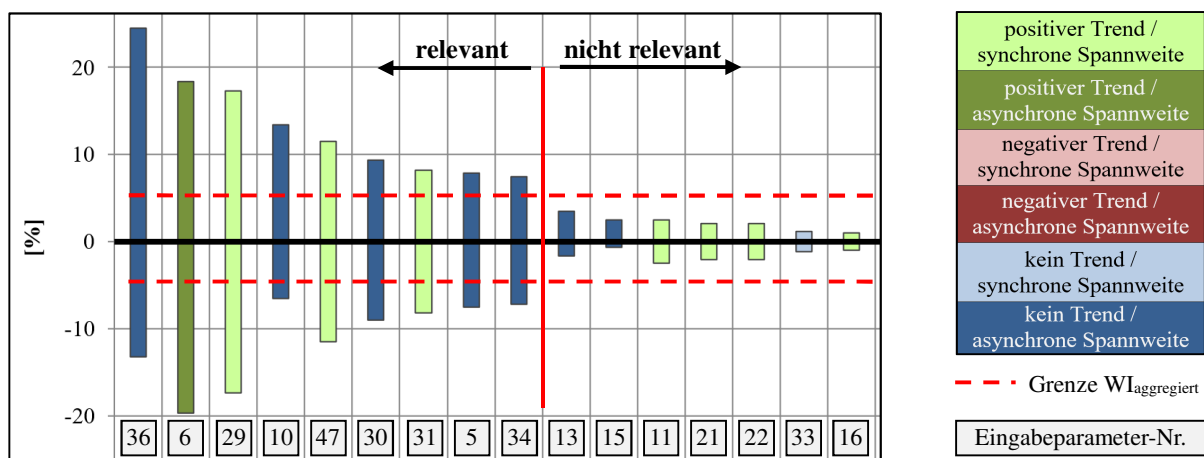 relevant
nicht relevant
[%]
20
10
0
-10
-20
36 6 29 10 47 30 31 5 34 13 15 11 21 22 33 16
positiver Trend /
synchrone Spannweite
positiver Trend /
asynchrone Spannweite
negativer Trend /
synchrone Spannweite
negativer Trend /
asynchrone Spannweite
kein Trend /
synchrone Spannweite
kein Trend /
asynchrone Spannweite
Grenze WIaggregiert
Eingabeparameter-Nr.